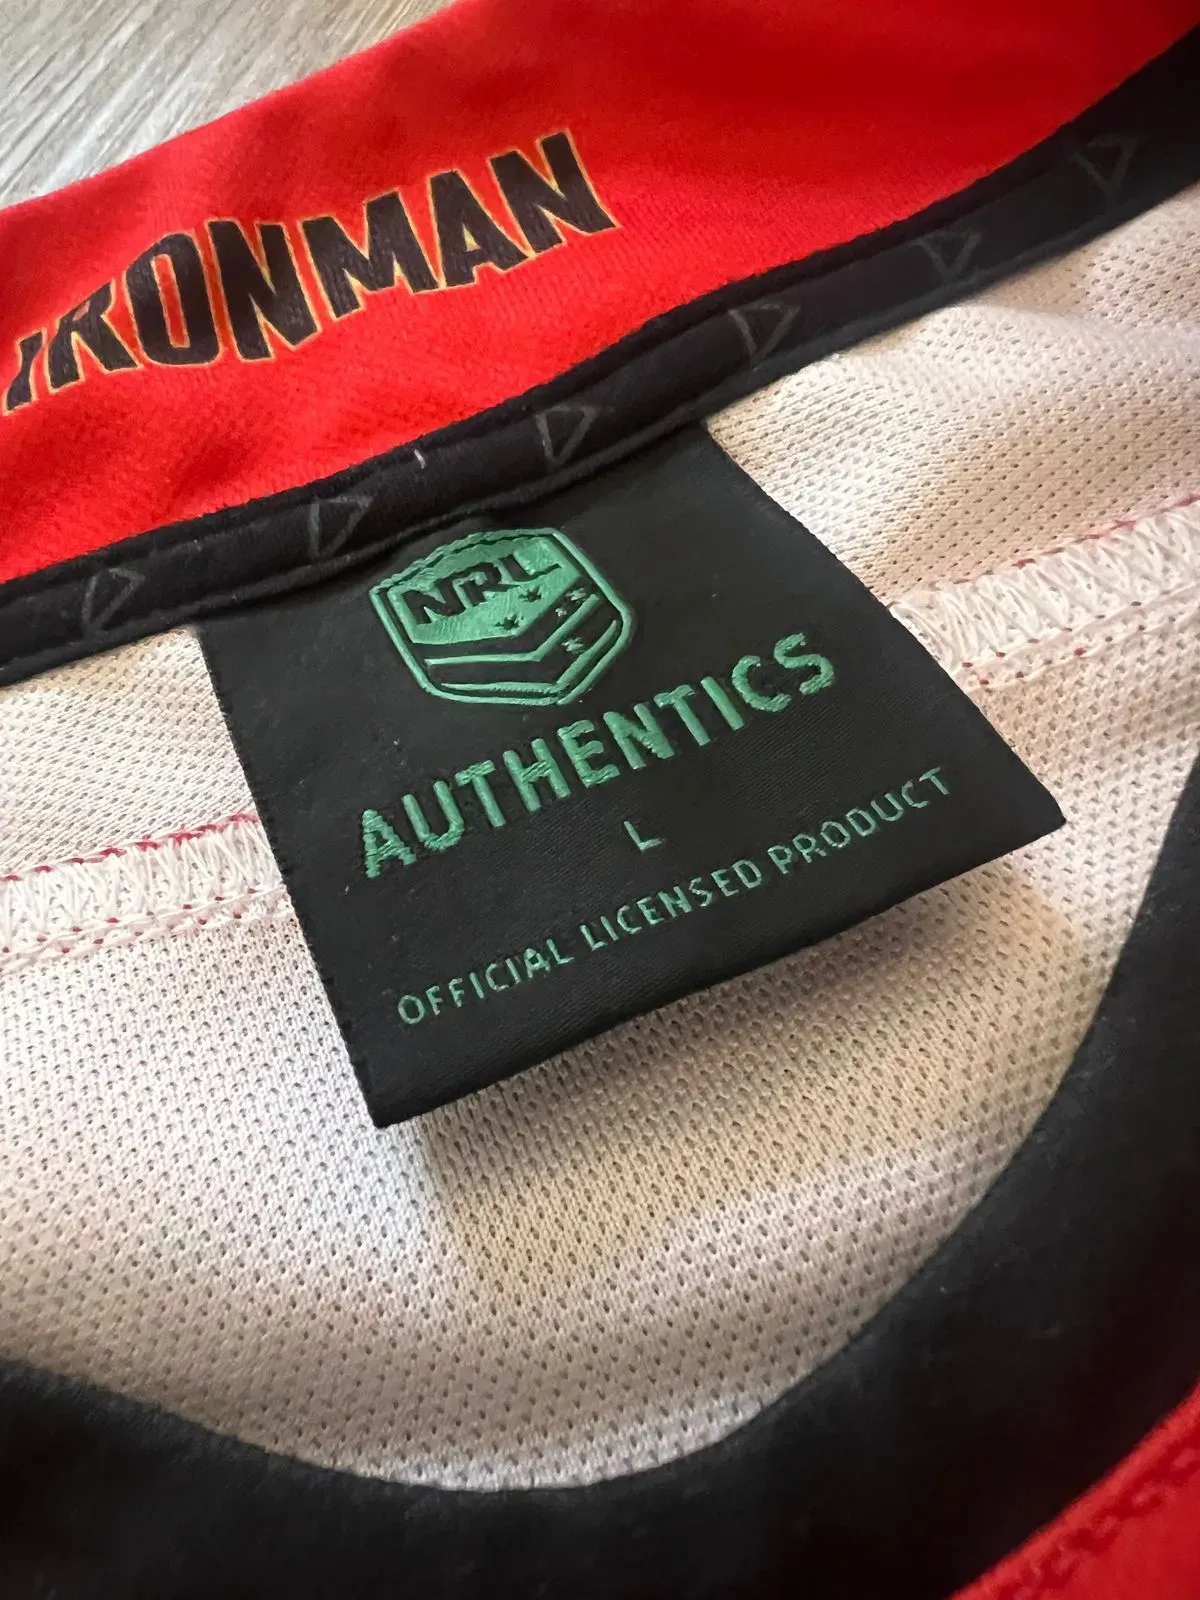 IRONMAN
NRL
AUTHENTICS
L
OFFICIAL LICENSED PRODUCT